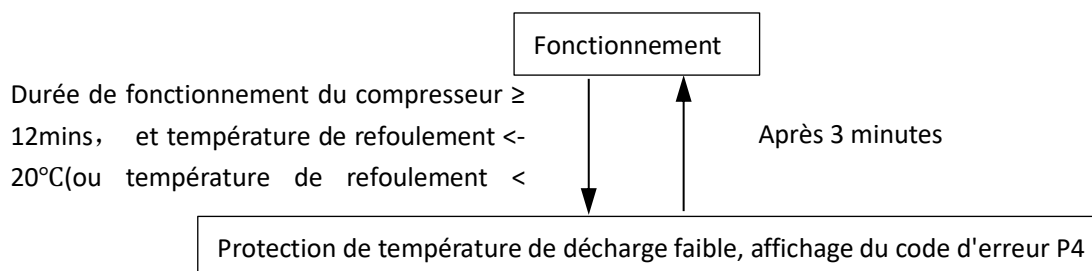 Fonctionnement
Durée de fonctionnement du compresseur ≥
12mins， et température de refoulement <-
20℃(ou température de refoulement <
Après 3 minutes
Protection de température de décharge faible, affichage du code d'erreur P4